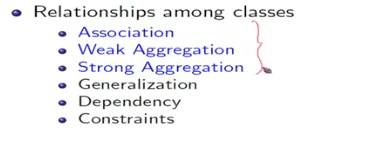 Relationships among classes
Association
Weak Aggregation
Strong Aggregation
Generalization
Dependency
Constraints